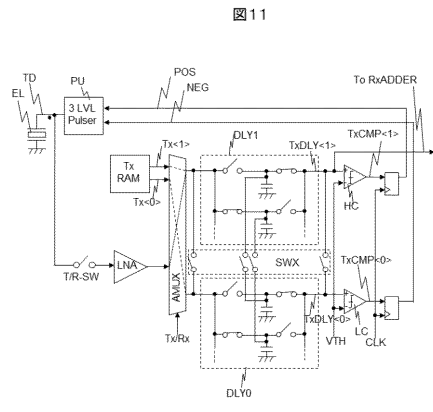 図11
TD
PU
EL
3 LVL
Pulser
POS
NEG
To RxADDER
Tx<1>
DLY1
TxDLY<1>
TxCMP<1>
Tx
RAM
Tx<0>
HC
SWX
T/R-SW
LNA
AMUX
TxCMP<0>
TxDLY<0>
Tx/Rx
VTH
LC
CLK
DLY0